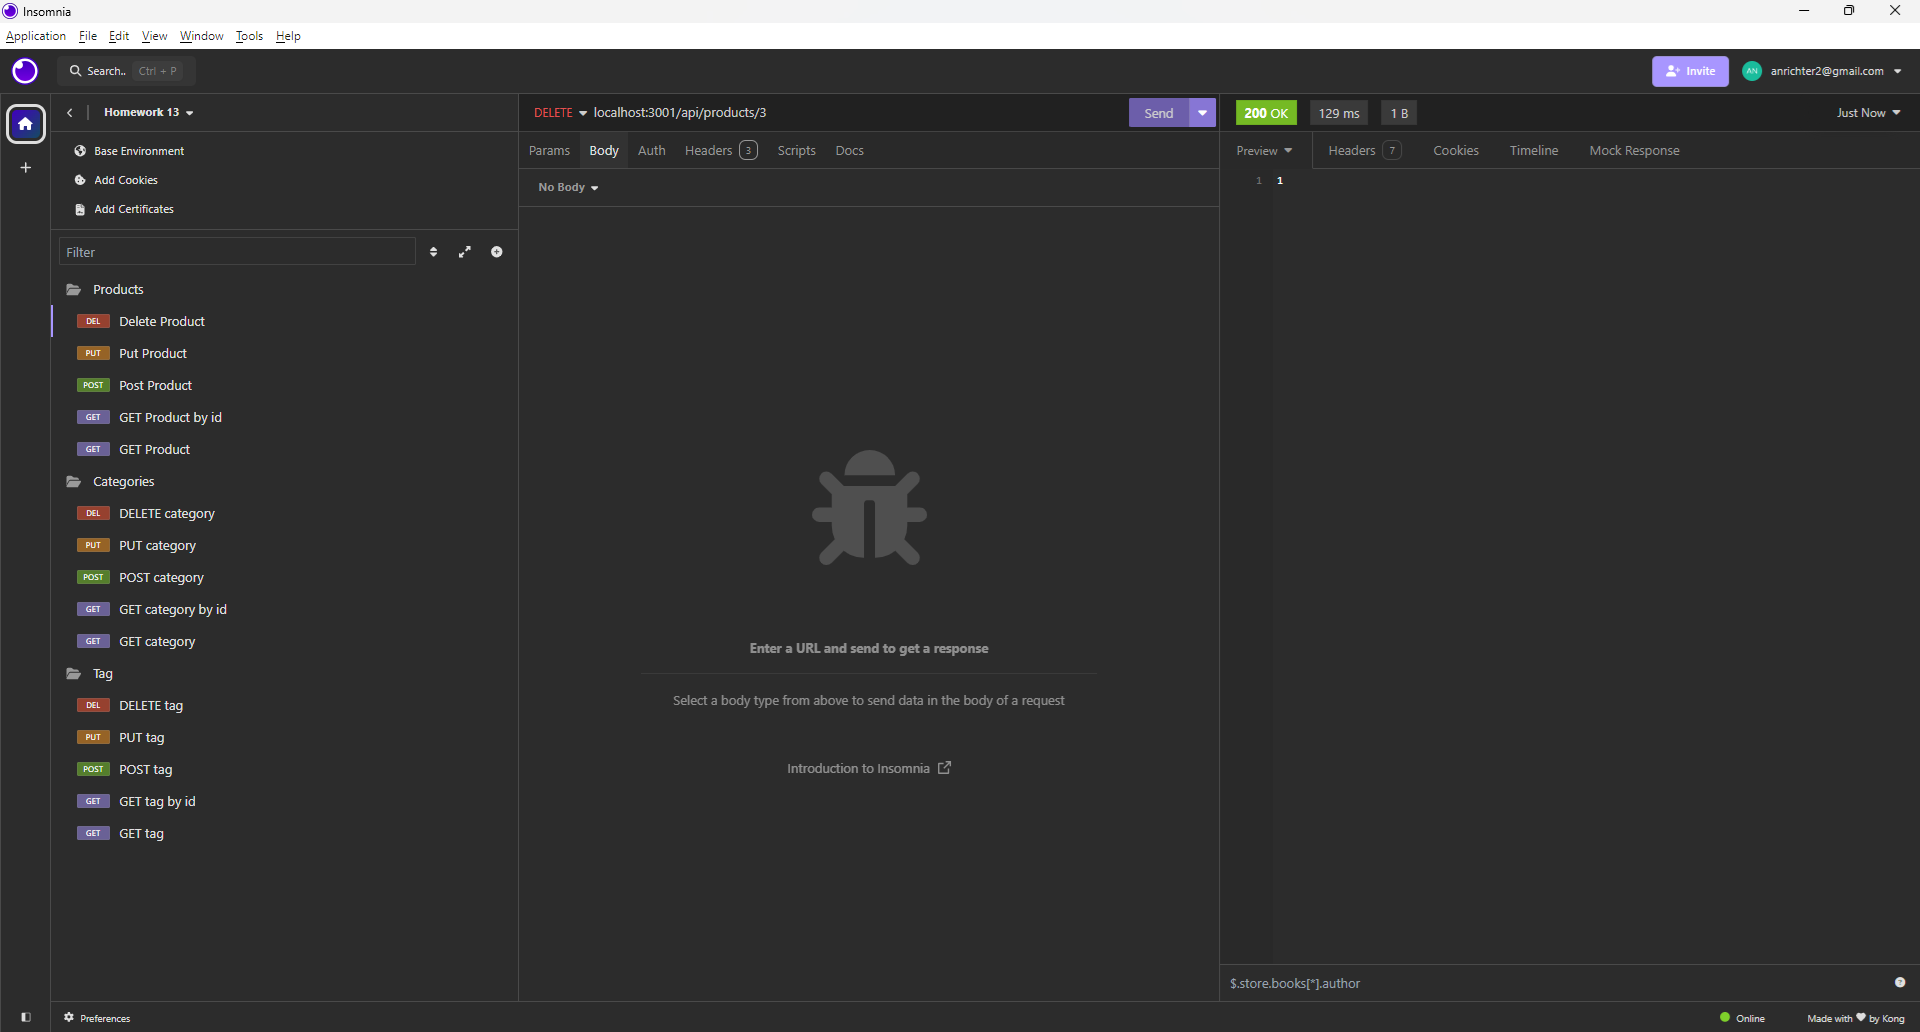 Insomnia
Application File Edit View Window Tools Help
Search.. Ctrl + P
Invite AN anrichter2@gmail.com
Homework 13
DELETE localhost:3001/api/products/3 Send
200 OK 129 ms 1 B Just Now
Base Environment
Add Cookies
Add Certificates
Params Body Auth Headers 3 Scripts Docs
Preview Headers 7 Cookies Timeline Mock Response
No Body
1 1
Filter
Products
DEL Delete Product
PUT Put Product
POST Post Product
GET GET Product by id
GET GET Product
Categories
DEL DELETE category
PUT PUT category
POST POST category
GET GET category by id
GET GET category
Tag
DEL DELETE tag
PUT PUT tag
POST POST tag
GET GET tag by id
GET GET tag
Enter a URL and send to get a response
Select a body type from above to send data in the body of a request
Introduction to Insomnia
$.store.books[*].author
Preferences
Online Made with ♥ by Kong